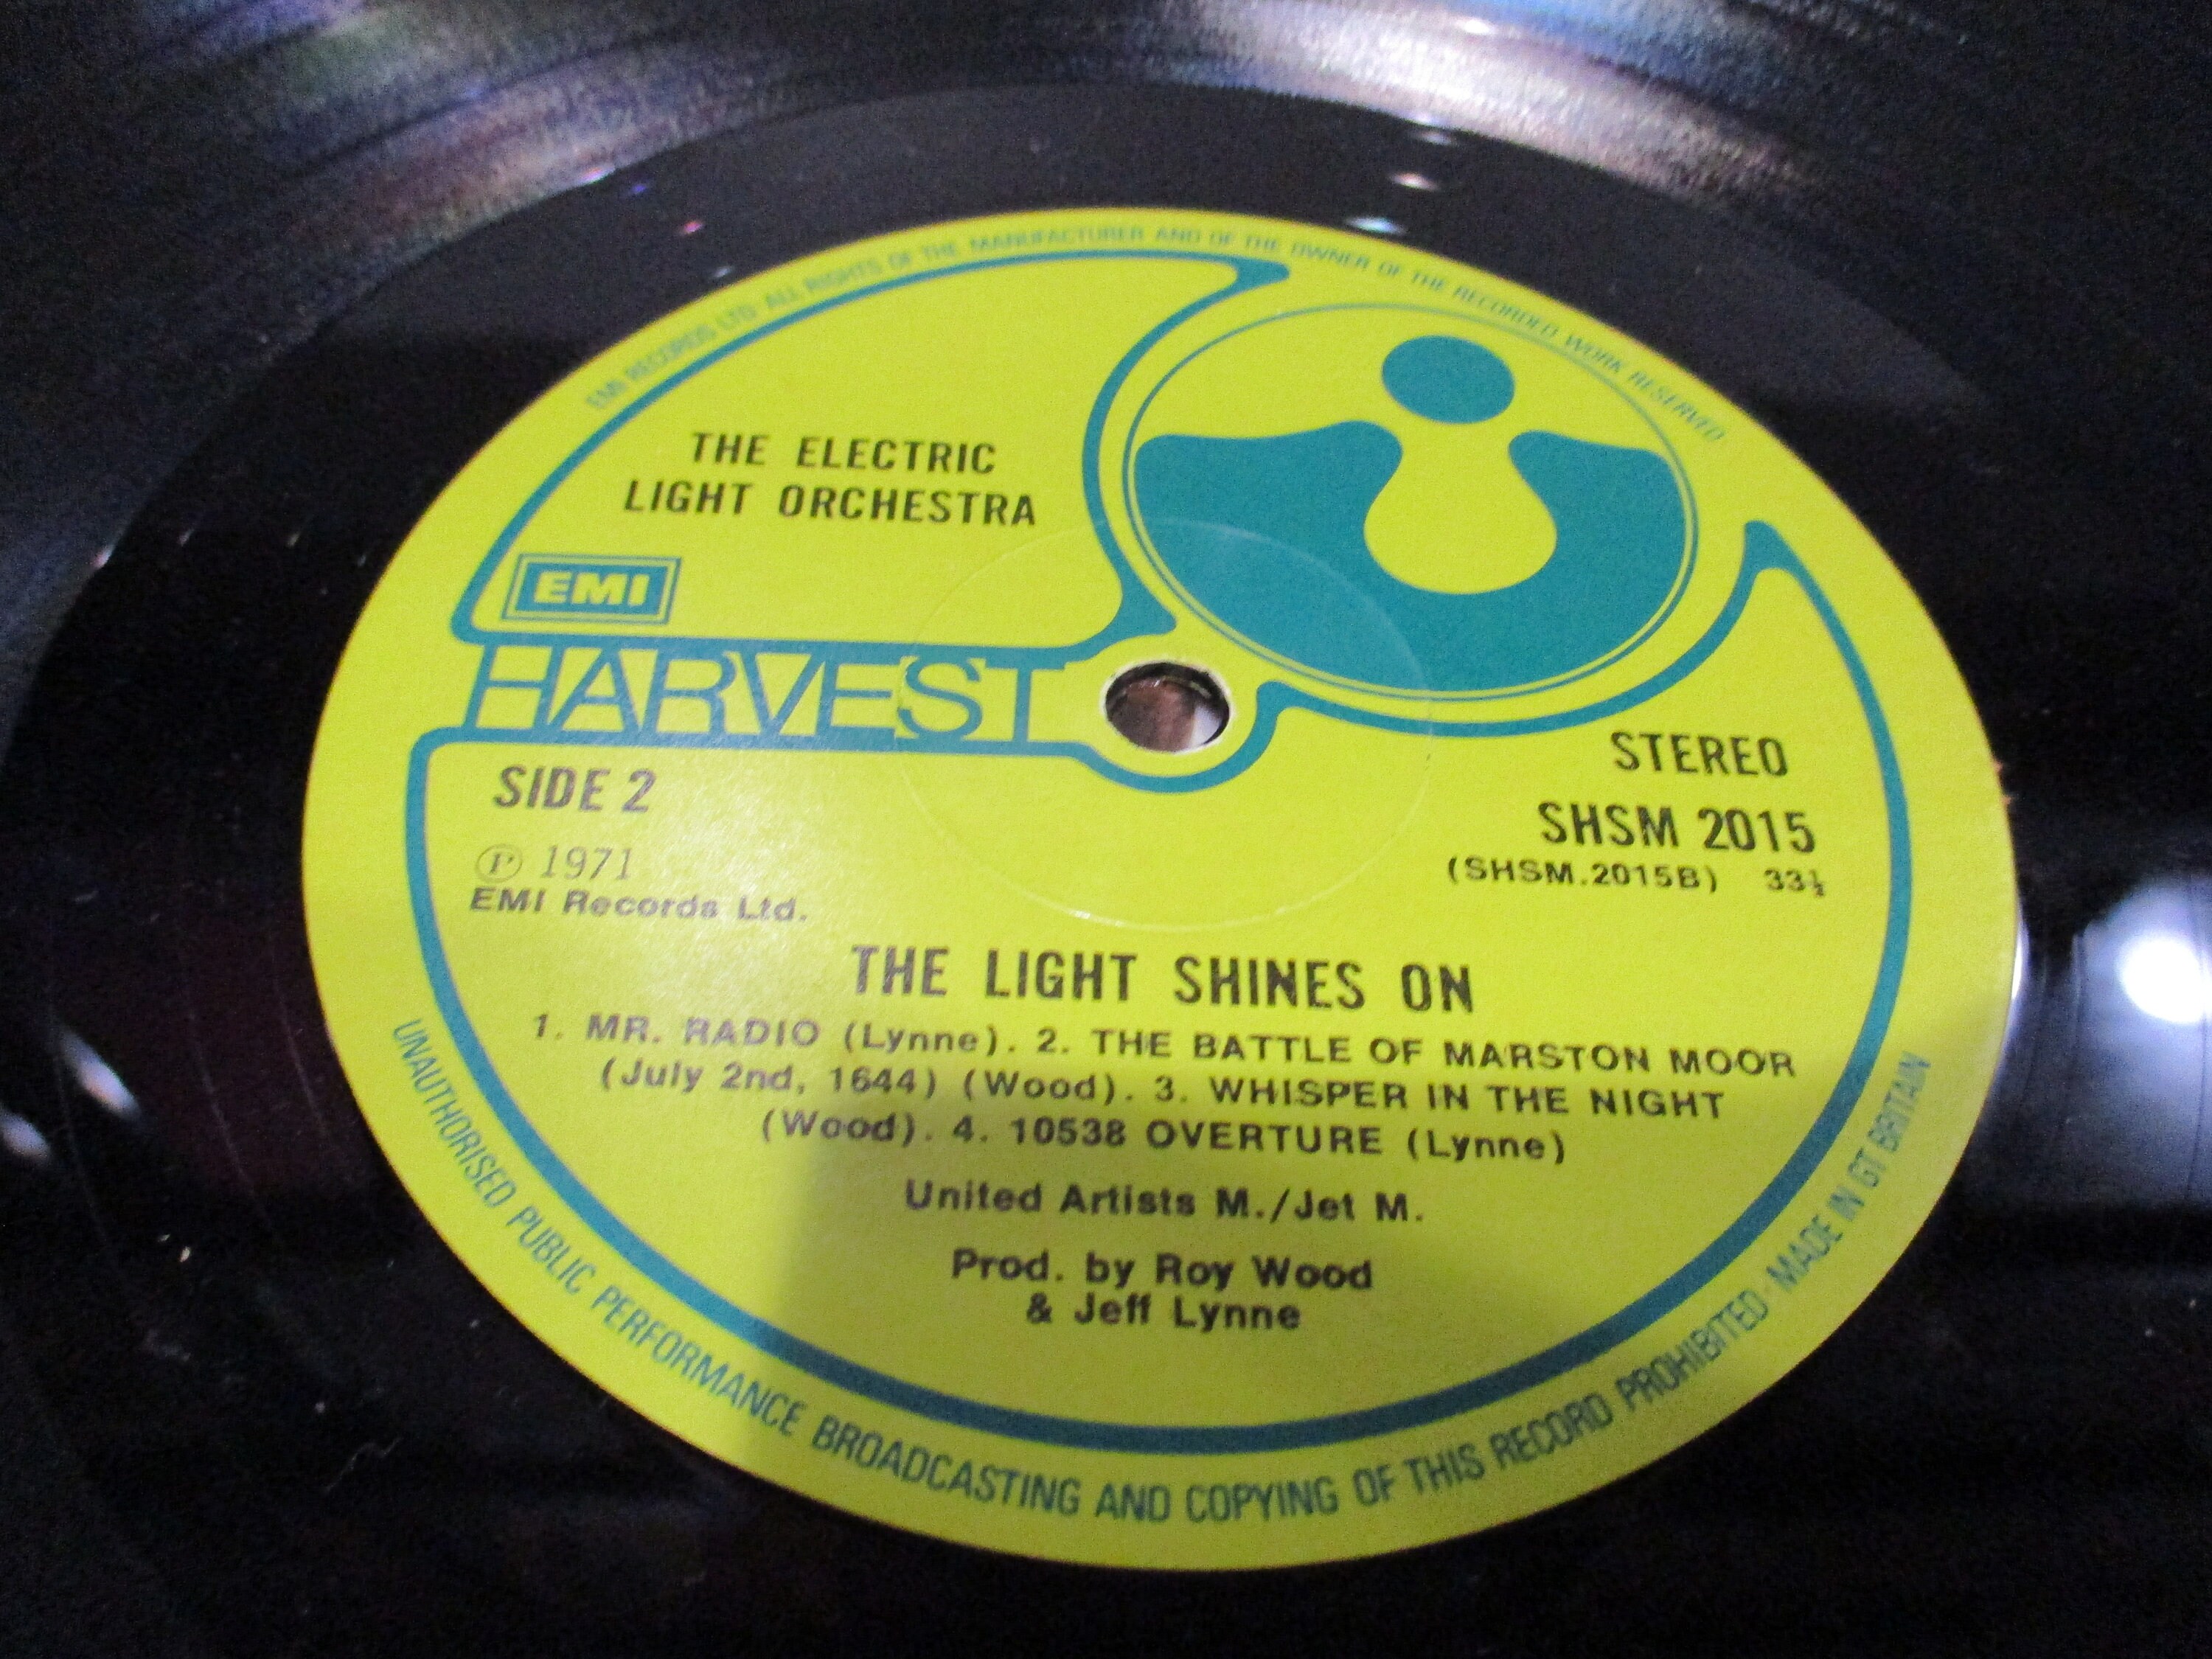 EMI RECORDS LTD · ALL RIGHTS OF THE MANUFACTURER AND OF THE OWNER OF THE RECORDED WORK RESERVED
THE ELECTRIC
LIGHT ORCHESTRA
EMI
HARVEST
SIDE 2
℗ 1971
EMI Records Ltd.
STEREO
SHSM 2015
(SHSM.2015B) 33⅓
THE LIGHT SHINES ON
1. MR. RADIO (Lynne). 2. THE BATTLE OF MARSTON MOOR
(July 2nd, 1644) (Wood). 3. WHISPER IN THE NIGHT
(Wood). 4. 10538 OVERTURE (Lynne)
United Artists M./Jet M.
Prod. by Roy Wood
& Jeff Lynne
UNAUTHORISED PUBLIC PERFORMANCE BROADCASTING AND COPYING OF THIS RECORD PROHIBITED · MADE IN GT BRITAIN